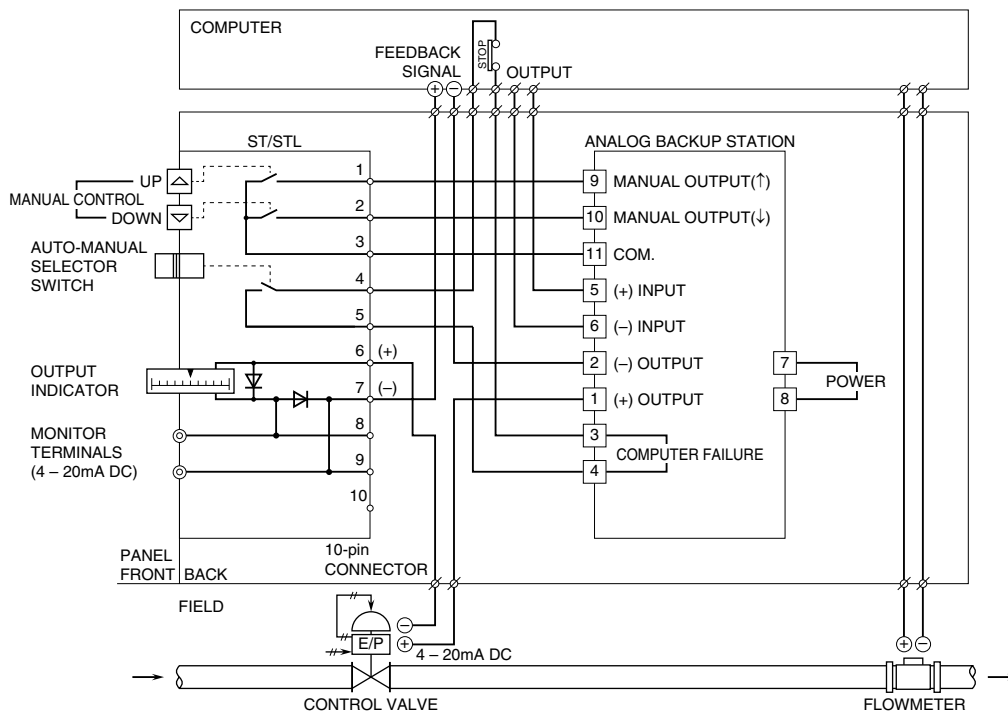 COMPUTER
FEEDBACK
SIGNAL
STOP
OUTPUT
ST/STL
ANALOG BACKUP STATION
UP
MANUAL CONTROL
DOWN
AUTO-MANUAL
SELECTOR
SWITCH
OUTPUT
INDICATOR
MONITOR
TERMINALS
(4 – 20mA DC)
1
2
3
4
5
6 (+)
7 (–)
8
9
10
10-pin
CONNECTOR
9 MANUAL OUTPUT(↑)
10 MANUAL OUTPUT(↓)
11 COM.
5 (+) INPUT
6 (–) INPUT
2 (–) OUTPUT
1 (+) OUTPUT
3
COMPUTER FAILURE
4
7
POWER
8
PANEL
FRONT BACK
FIELD
E/P
4 – 20mA DC
CONTROL VALVE
FLOWMETER